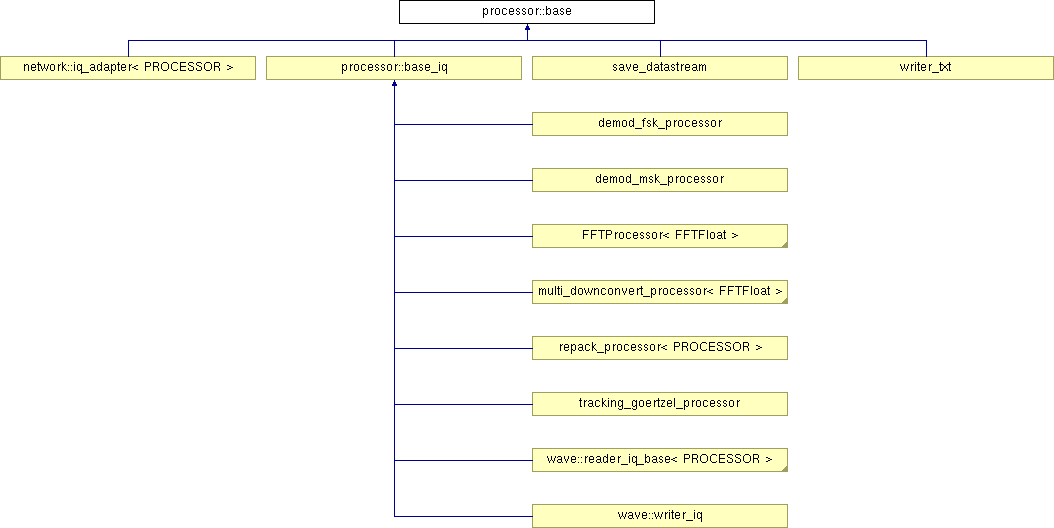 processor::base
network::iq_adapter< PROCESSOR >
processor::base_iq
save_datastream
writer_txt
demod_fsk_processor
demod_msk_processor
FFTProcessor< FFTFloat >
multi_downconvert_processor< FFTFloat >
repack_processor< PROCESSOR >
tracking_goertzel_processor
wave::reader_iq_base< PROCESSOR >
wave::writer_iq